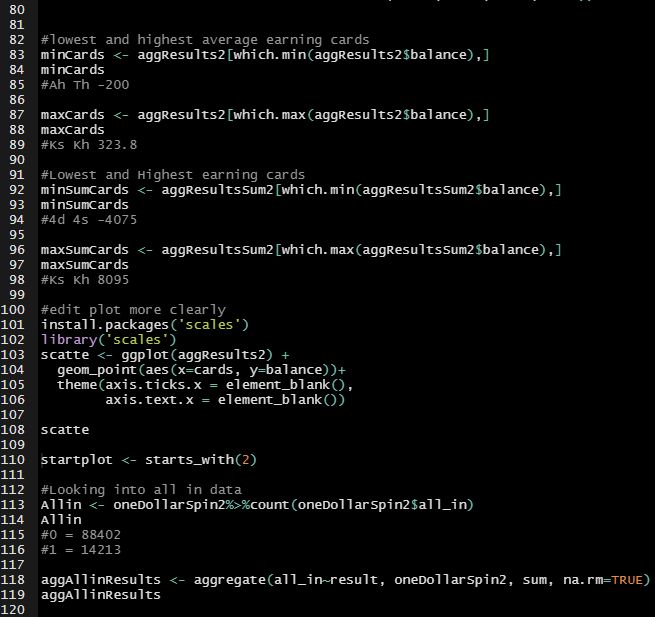 80
81
82 #lowest and highest average earning cards
83 minCards <- aggResults2[which.min(aggResults2$balance),]
84 minCards
85 #Ah Th -200
86
87 maxCards <- aggResults2[which.max(aggResults2$balance),]
88 maxCards
89 #Ks Kh 323.8
90
91 #Lowest and Highest earning cards
92 minSumCards <- aggResultsSum2[which.min(aggResultsSum2$balance),]
93 minSumCards
94 #4d 4s -4075
95
96 maxSumCards <- aggResultsSum2[which.max(aggResultsSum2$balance),]
97 maxSumCards
98 #Ks Kh 8095
99
100 #edit plot more clearly
101 install.packages('scales')
102 library('scales')
103 scatte <- ggplot(aggResults2) +
104   geom_point(aes(x=cards, y=balance))+
105   theme(axis.ticks.x = element_blank(),
106         axis.text.x = element_blank())
107
108 scatte
109
110 startplot <- starts_with(2)
111
112 #Looking into all in data
113 Allin <- oneDollarSpin2%>%count(oneDollarSpin2$all_in)
114 Allin
115 #0 = 88402
116 #1 = 14213
117
118 aggAllinResults <- aggregate(all_in~result, oneDollarSpin2, sum, na.rm=TRUE)
119 aggAllinResults
120